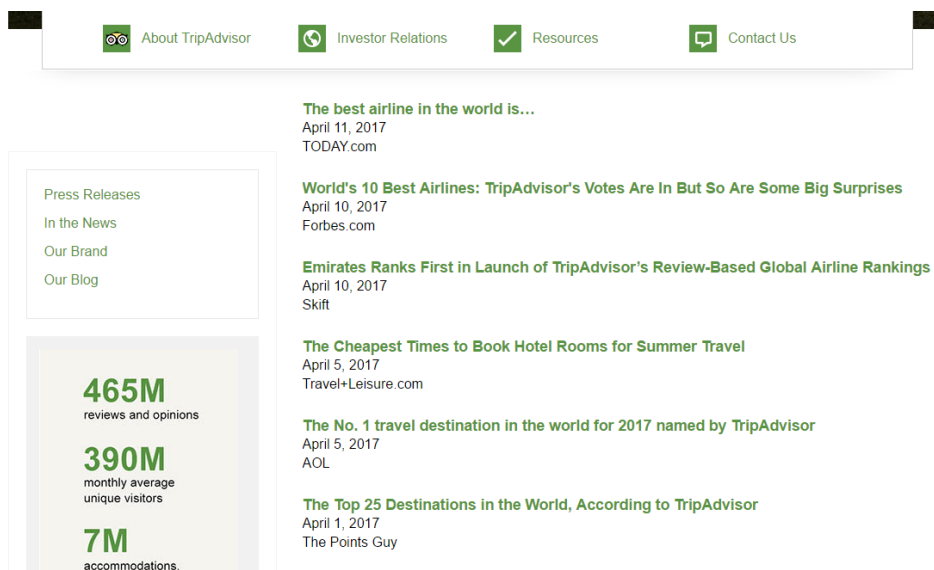 About TripAdvisor
Investor Relations
Resources
Contact Us
Press Releases
In the News
Our Brand
Our Blog
465M
reviews and opinions
390M
monthly average
unique visitors
7M
accommodations,
The best airline in the world is…
April 11, 2017
TODAY.com
World's 10 Best Airlines: TripAdvisor's Votes Are In But So Are Some Big Surprises
April 10, 2017
Forbes.com
Emirates Ranks First in Launch of TripAdvisor’s Review-Based Global Airline Rankings
April 10, 2017
Skift
The Cheapest Times to Book Hotel Rooms for Summer Travel
April 5, 2017
Travel+Leisure.com
The No. 1 travel destination in the world for 2017 named by TripAdvisor
April 5, 2017
AOL
The Top 25 Destinations in the World, According to TripAdvisor
April 1, 2017
The Points Guy